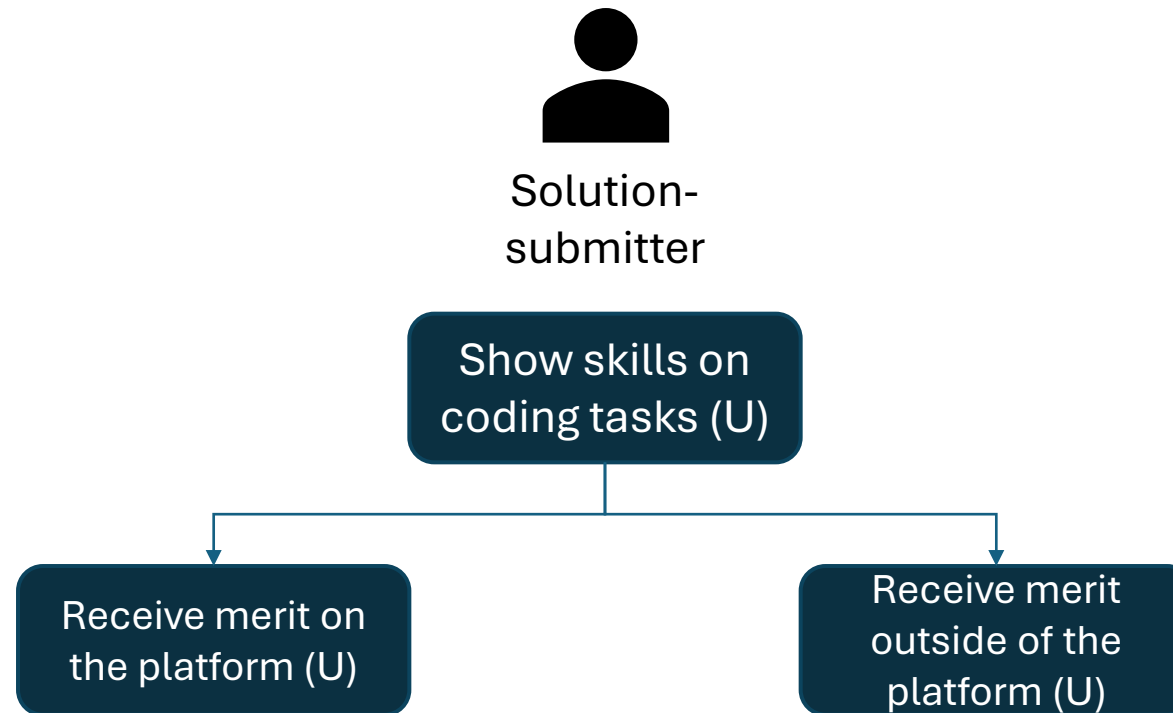 Solution-
submitter
Show skills on
coding tasks (U)
Receive merit on
the platform (U)
Receive merit
outside of the
platform (U)